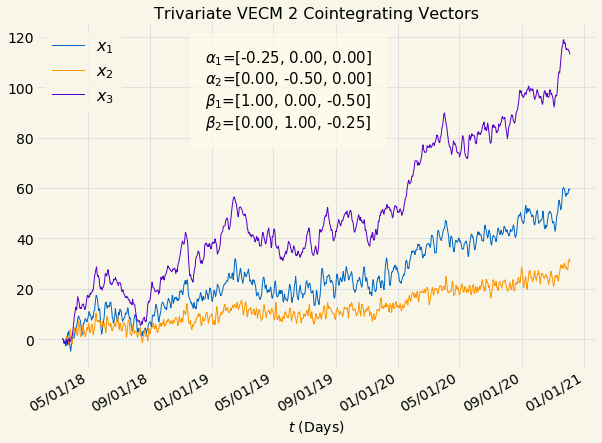 Trivariate VECM 2 Cointegrating Vectors
120
100
80
60
40
20
0
x₁
x₂
x₃
α₁=[-0.25, 0.00, 0.00]
α₂=[0.00, -0.50, 0.00]
β₁=[1.00, 0.00, -0.50]
β₂=[0.00, 1.00, -0.25]
05/01/18
09/01/18
01/01/19
05/01/19
09/01/19
01/01/20
05/01/20
09/01/20
01/01/21
t (Days)